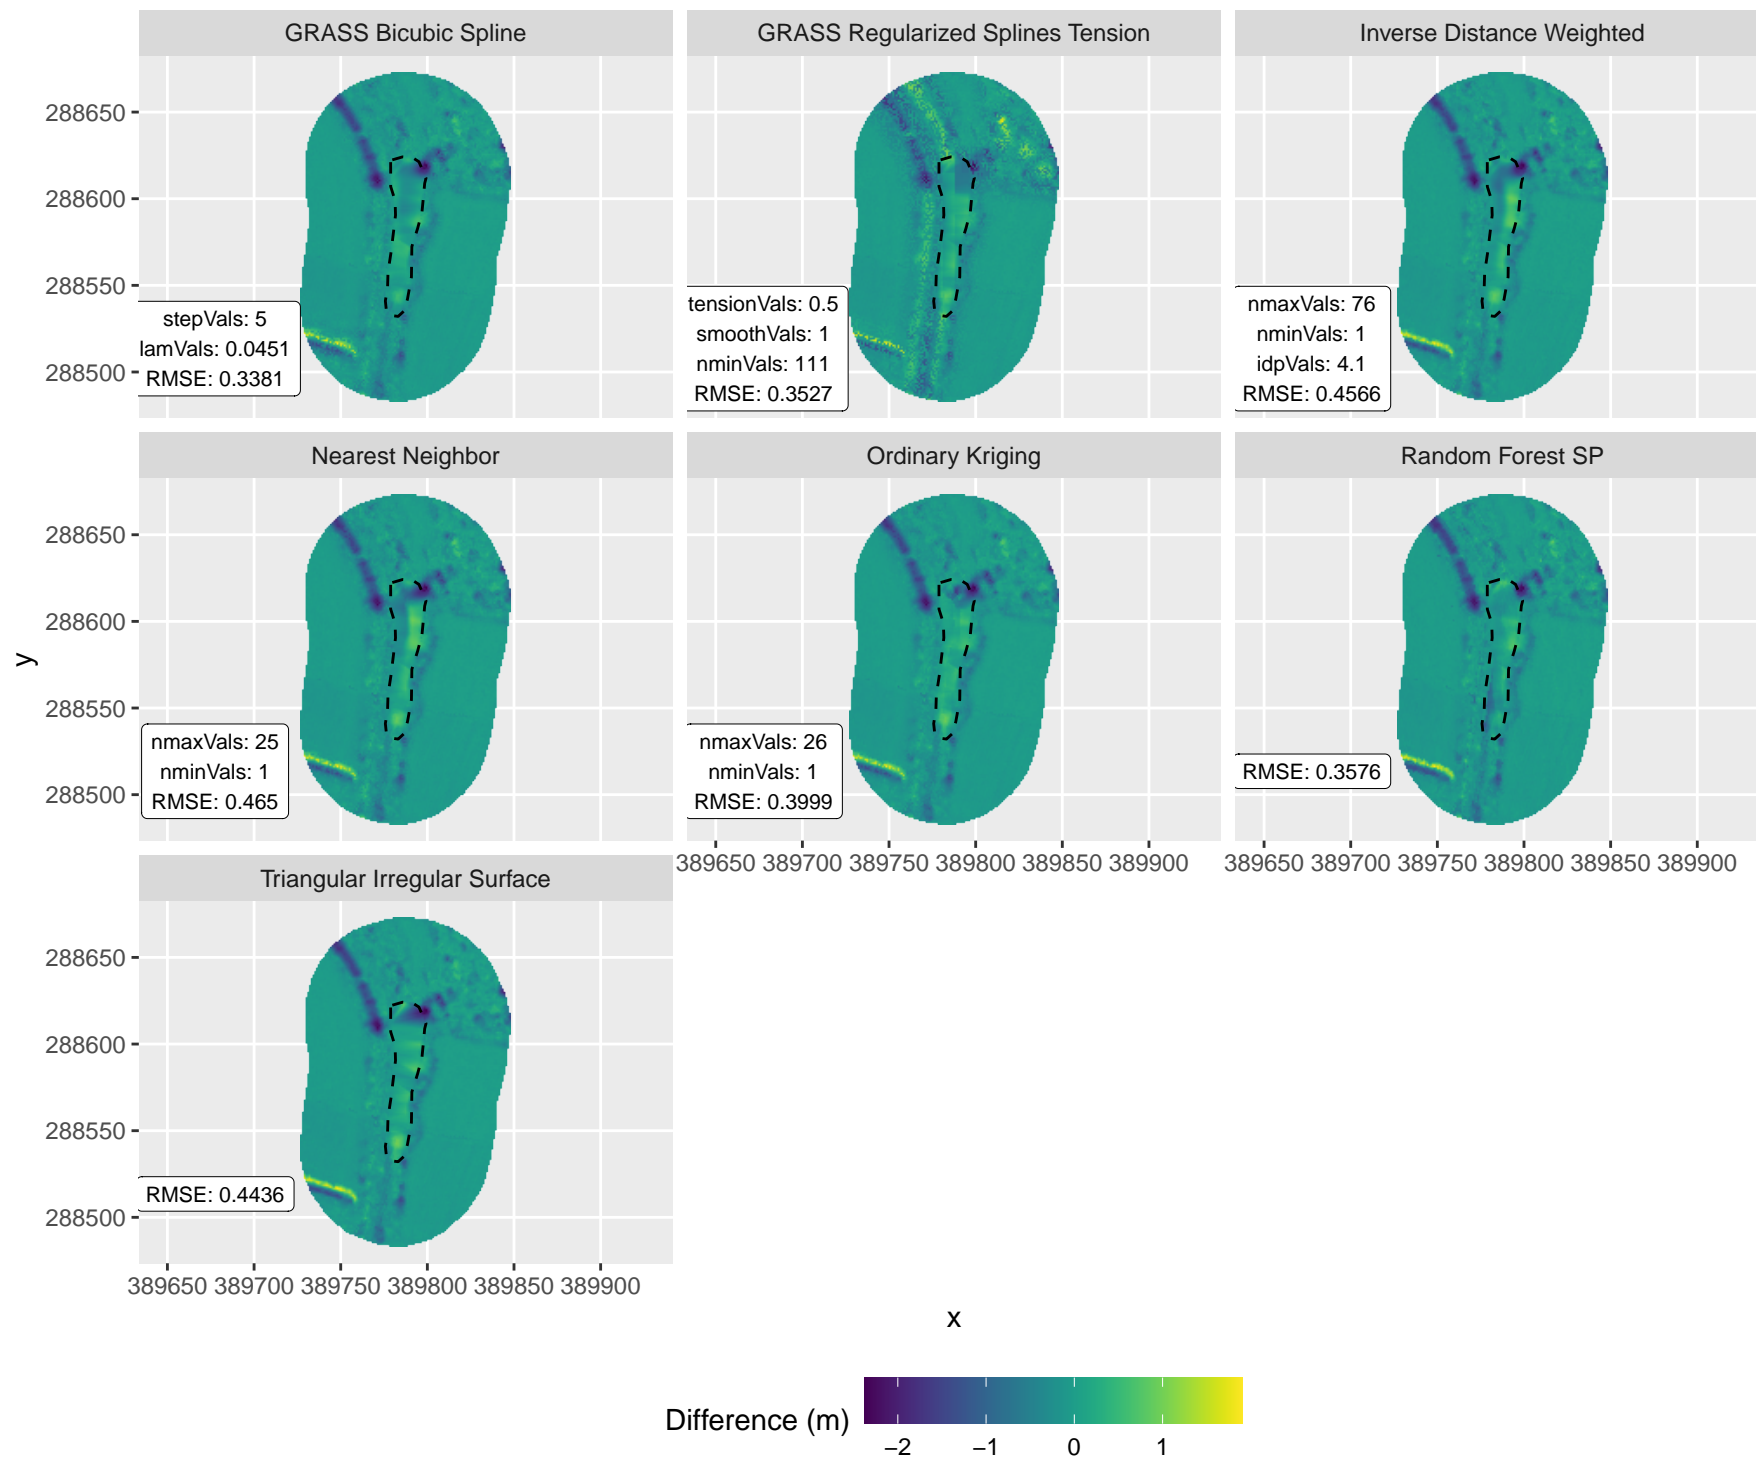 GRASS Bicubic Spline
GRASS Regularized Splines Tension
Inverse Distance Weighted
288650
288600
288550
288500
stepVals: 5
lamVals: 0.0451
RMSE: 0.3381
tensionVals: 0.5
smoothVals: 1
nminVals: 111
RMSE: 0.3527
nmaxVals: 76
nminVals: 1
idpVals: 4.1
RMSE: 0.4566
Nearest Neighbor
Ordinary Kriging
Random Forest SP
288650
288600
288550
288500
nmaxVals: 25
nminVals: 1
RMSE: 0.465
nmaxVals: 26
nminVals: 1
RMSE: 0.3999
RMSE: 0.3576
389650 389700 389750 389800 389850 389900
389650 389700 389750 389800 389850 389900
y
Triangular Irregular Surface
288650
288600
288550
288500
RMSE: 0.4436
389650 389700 389750 389800 389850 389900
x
Difference (m)
−2 −1 0 1